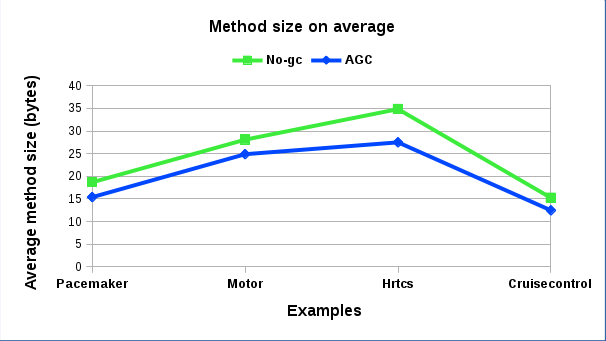 Method size on average
No-gc AGC
Average method size (bytes)
40
35
30
25
20
15
10
5
0
Pacemaker Motor Hrtcs Cruisecontrol
Examples